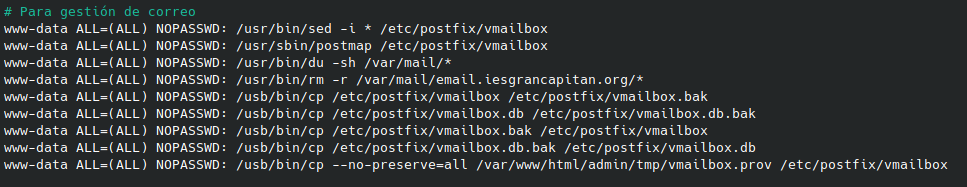 # Para gestión de correo
www-data ALL=(ALL) NOPASSWD: /usr/bin/sed -i * /etc/postfix/vmailbox
www-data ALL=(ALL) NOPASSWD: /usr/sbin/postmap /etc/postfix/vmailbox
www-data ALL=(ALL) NOPASSWD: /usr/bin/du -sh /var/mail/*
www-data ALL=(ALL) NOPASSWD: /usr/bin/rm -r /var/mail/email.iesgrancapitan.org/*
www-data ALL=(ALL) NOPASSWD: /usb/bin/cp /etc/postfix/vmailbox /etc/postfix/vmailbox.bak
www-data ALL=(ALL) NOPASSWD: /usb/bin/cp /etc/postfix/vmailbox.db /etc/postfix/vmailbox.db.bak
www-data ALL=(ALL) NOPASSWD: /usb/bin/cp /etc/postfix/vmailbox.bak /etc/postfix/vmailbox
www-data ALL=(ALL) NOPASSWD: /usb/bin/cp /etc/postfix/vmailbox.db.bak /etc/postfix/vmailbox.db
www-data ALL=(ALL) NOPASSWD: /usb/bin/cp --no-preserve=all /var/www/html/admin/tmp/vmailbox.prov /etc/postfix/vmailbox